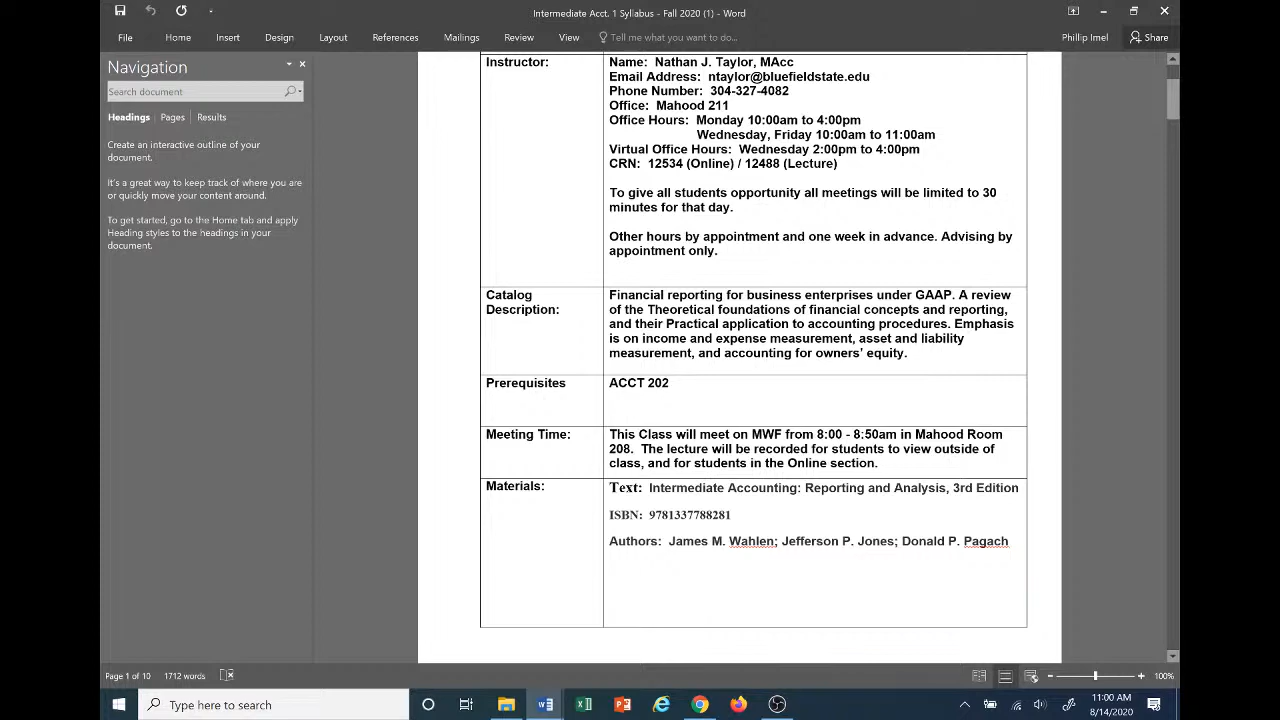 Intermediate Acct. 1 Syllabus - Fall 2020 (1) - Word
File Home Insert Design Layout References Mailings Review View Tell me what you want to do... Phillip Imel Share
Navigation
Search document
Headings Pages Results
Create an interactive outline of your
document.
It's a great way to keep track of where you are
or quickly move your content around.
To get started, go to the Home tab and apply
Heading styles to the headings in your
document.
Instructor:
Name: Nathan J. Taylor, MAcc
Email Address: ntaylor@bluefieldstate.edu
Phone Number: 304-327-4082
Office: Mahood 211
Office Hours: Monday 10:00am to 4:00pm
Wednesday, Friday 10:00am to 11:00am
Virtual Office Hours: Wednesday 2:00pm to 4:00pm
CRN: 12534 (Online) / 12488 (Lecture)
To give all students opportunity all meetings will be limited to 30
minutes for that day.
Other hours by appointment and one week in advance. Advising by
appointment only.
Catalog
Description:
Financial reporting for business enterprises under GAAP. A review
of the Theoretical foundations of financial concepts and reporting,
and their Practical application to accounting procedures. Emphasis
is on income and expense measurement, asset and liability
measurement, and accounting for owners' equity.
Prerequisites
ACCT 202
Meeting Time:
This Class will meet on MWF from 8:00 - 8:50am in Mahood Room
208. The lecture will be recorded for students to view outside of
class, and for students in the Online section.
Materials:
Text: Intermediate Accounting: Reporting and Analysis, 3rd Edition
ISBN: 9781337788281
Authors: James M. Wahlen; Jefferson P. Jones; Donald P. Pagach
Page 1 of 10 1712 words 100%
Type here to search
11:00 AM
8/14/2020